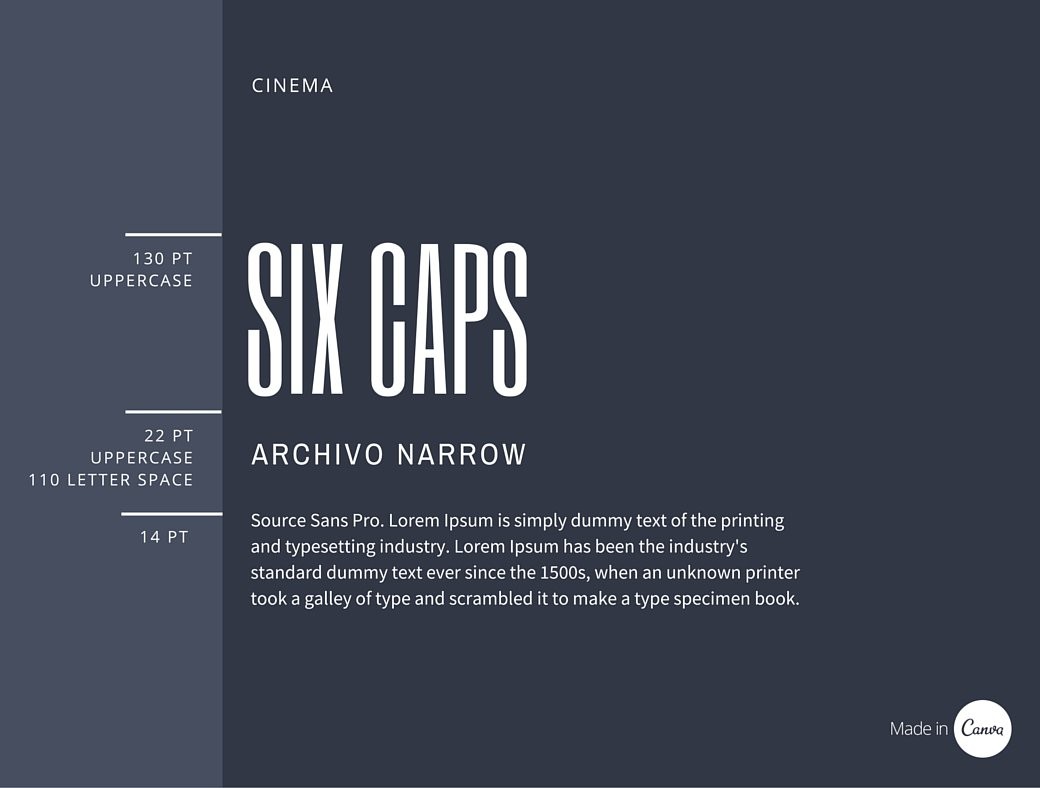 CINEMA
130 PT
UPPERCASE
SIX CAPS
22 PT
UPPERCASE
110 LETTER SPACE
ARCHIVO NARROW
14 PT
Source Sans Pro. Lorem Ipsum is simply dummy text of the printing
and typesetting industry. Lorem Ipsum has been the industry's
standard dummy text ever since the 1500s, when an unknown printer
took a galley of type and scrambled it to make a type specimen book.
Made in Canva